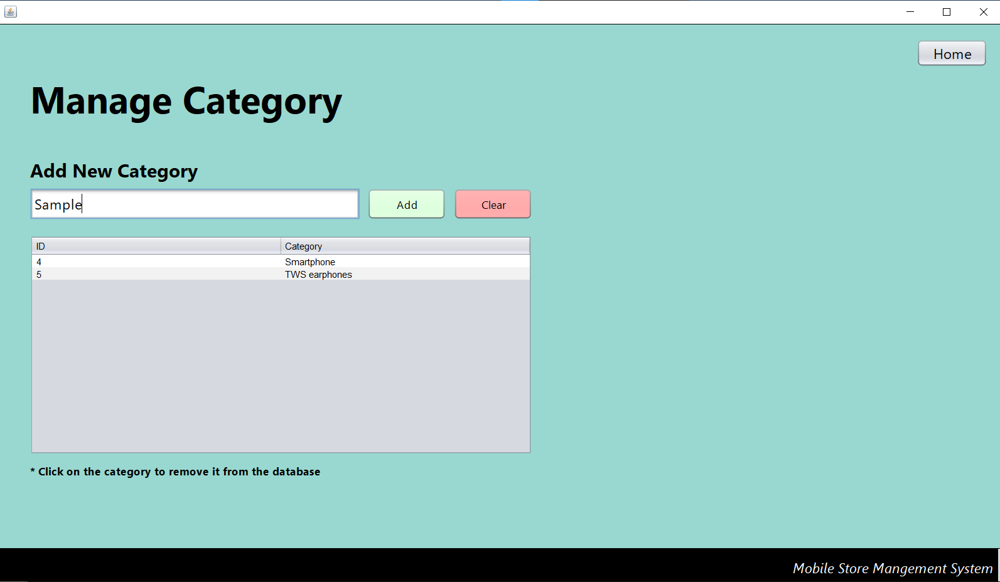 Home
Manage Category
Add New Category
Sample Add Clear
ID Category
4 Smartphone
5 TWS earphones
* Click on the category to remove it from the database
Mobile Store Mangement System